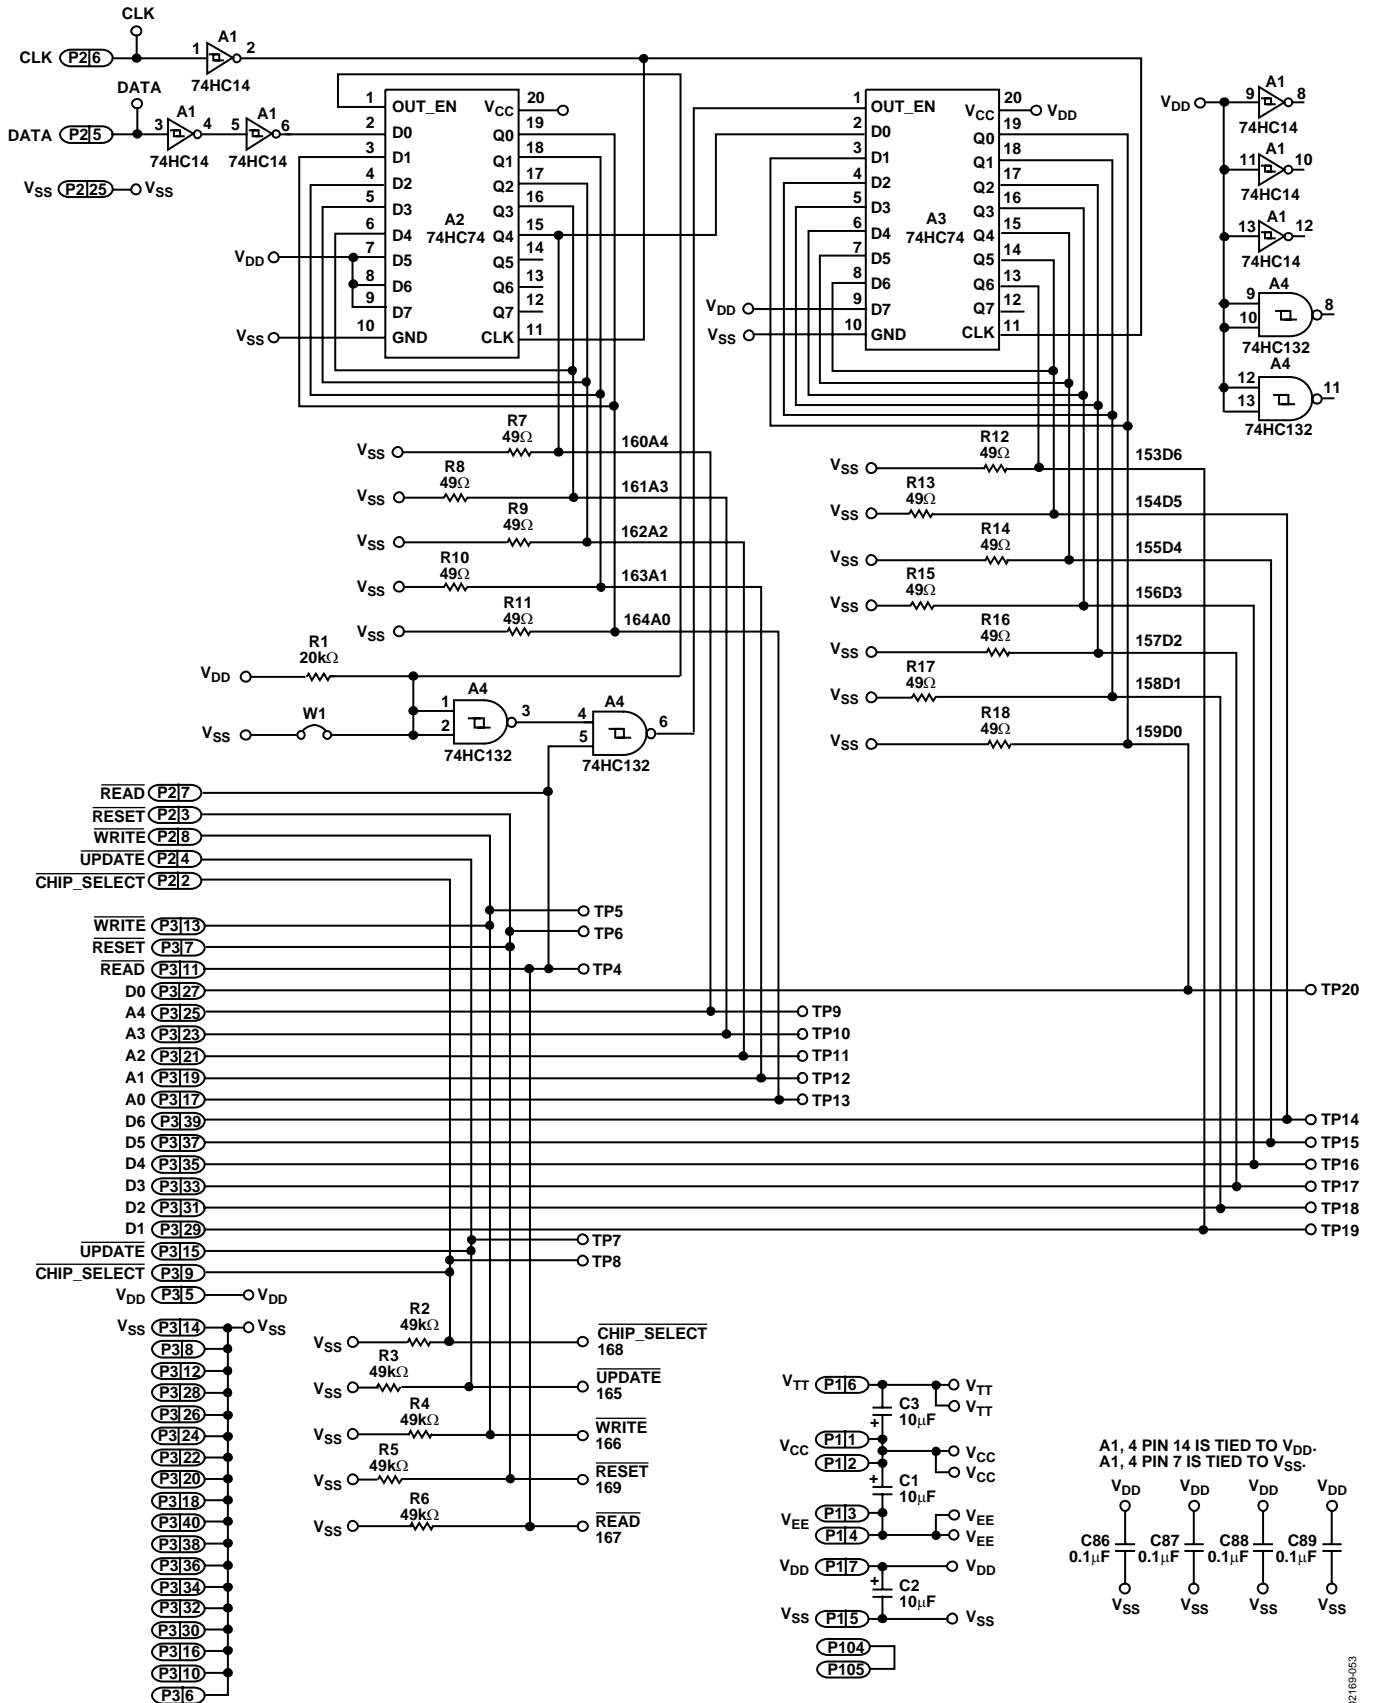 CLK
CLK P2 6
1 A1 2
74HC14
DATA
DATA P2 5
3 A1 4
74HC14
5 A1 6
74HC14
VSS P2 25 VSS
1 OUT_EN VCC 20
2 D0 Q0 19
3 D1 Q1 18
4 D2 Q2 17
5 D3 Q3 16
6 D4 Q4 15
7 D5 Q5 14
8 D6 Q6 13
9 D7 Q7 12
10 GND CLK 11
A2
74HC74
VDD
VSS
1 OUT_EN VCC 20 VDD
2 D0 Q0 19
3 D1 Q1 18
4 D2 Q2 17
5 D3 Q3 16
6 D4 Q4 15
7 D5 Q5 14
8 D6 Q6 13
9 D7 Q7 12
10 GND CLK 11
A3
74HC74
VDD
VSS
VDD
9 A1 8
74HC14
11 A1 10
74HC14
13 A1 12
74HC14
A4
9
10
8
74HC132
A4
12
13
11
74HC132
VSS R7 49Ω 160A4
VSS R8 49Ω 161A3
VSS R9 49Ω 162A2
VSS R10 49Ω 163A1
VSS R11 49Ω 164A0
VSS R12 49Ω 153D6
VSS R13 49Ω 154D5
VSS R14 49Ω 155D4
VSS R15 49Ω 156D3
VSS R16 49Ω 157D2
VSS R17 49Ω 158D1
VSS R18 49Ω 159D0
VDD R1 20kΩ
VSS W1
A4
1
2
3
74HC132
A4
4
5
6
74HC132
READ P2 7
RESET P2 3
WRITE P2 8
UPDATE P2 4
CHIP_SELECT P2 2
TP5
WRITE P3 13
TP6
RESET P3 7
READ P3 11 TP4
D0 P3 27 TP20
A4 P3 25 TP9
A3 P3 23 TP10
A2 P3 21 TP11
A1 P3 19 TP12
A0 P3 17 TP13
D6 P3 39 TP14
D5 P3 37 TP15
D4 P3 35 TP16
D3 P3 33 TP17
D2 P3 31 TP18
D1 P3 29 TP19
TP7
UPDATE P3 15
TP8
CHIP_SELECT P3 9
VDD P3 5 VDD
VSS P3 14 VSS
P3 8
P3 12
P3 28
P3 26
P3 24
P3 22
P3 20
P3 18
P3 40
P3 38
P3 36
P3 34
P3 32
P3 30
P3 16
P3 10
P3 6
VSS R2 49kΩ CHIP_SELECT 168
VSS R3 49kΩ UPDATE 165
VSS R4 49kΩ WRITE 166
VSS R5 49kΩ RESET 169
VSS R6 49kΩ READ 167
VTT P1 6 VTT
VTT
C3
+ 10µF
VCC P1 1 VCC
P1 2 VCC
+ C1
10µF
VEE P1 3 VEE
P1 4 VEE
VDD P1 7 VDD
+ C2
10µF
VSS P1 5 VSS
P104
P105
A1, 4 PIN 14 IS TIED TO VDD.
A1, 4 PIN 7 IS TIED TO VSS.
VDD VDD VDD VDD
C86 C87 C88 C89
0.1µF 0.1µF 0.1µF 0.1µF
VSS VSS VSS VSS
02169-053